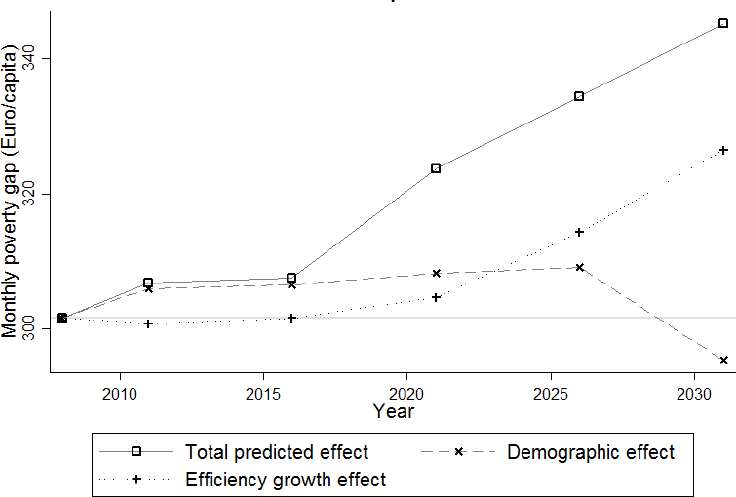 Monthly poverty gap (Euro/capita)
340
320
300
2010 2015 2020 2025 2030
Year
Total predicted effect Demographic effect
Efficiency growth effect